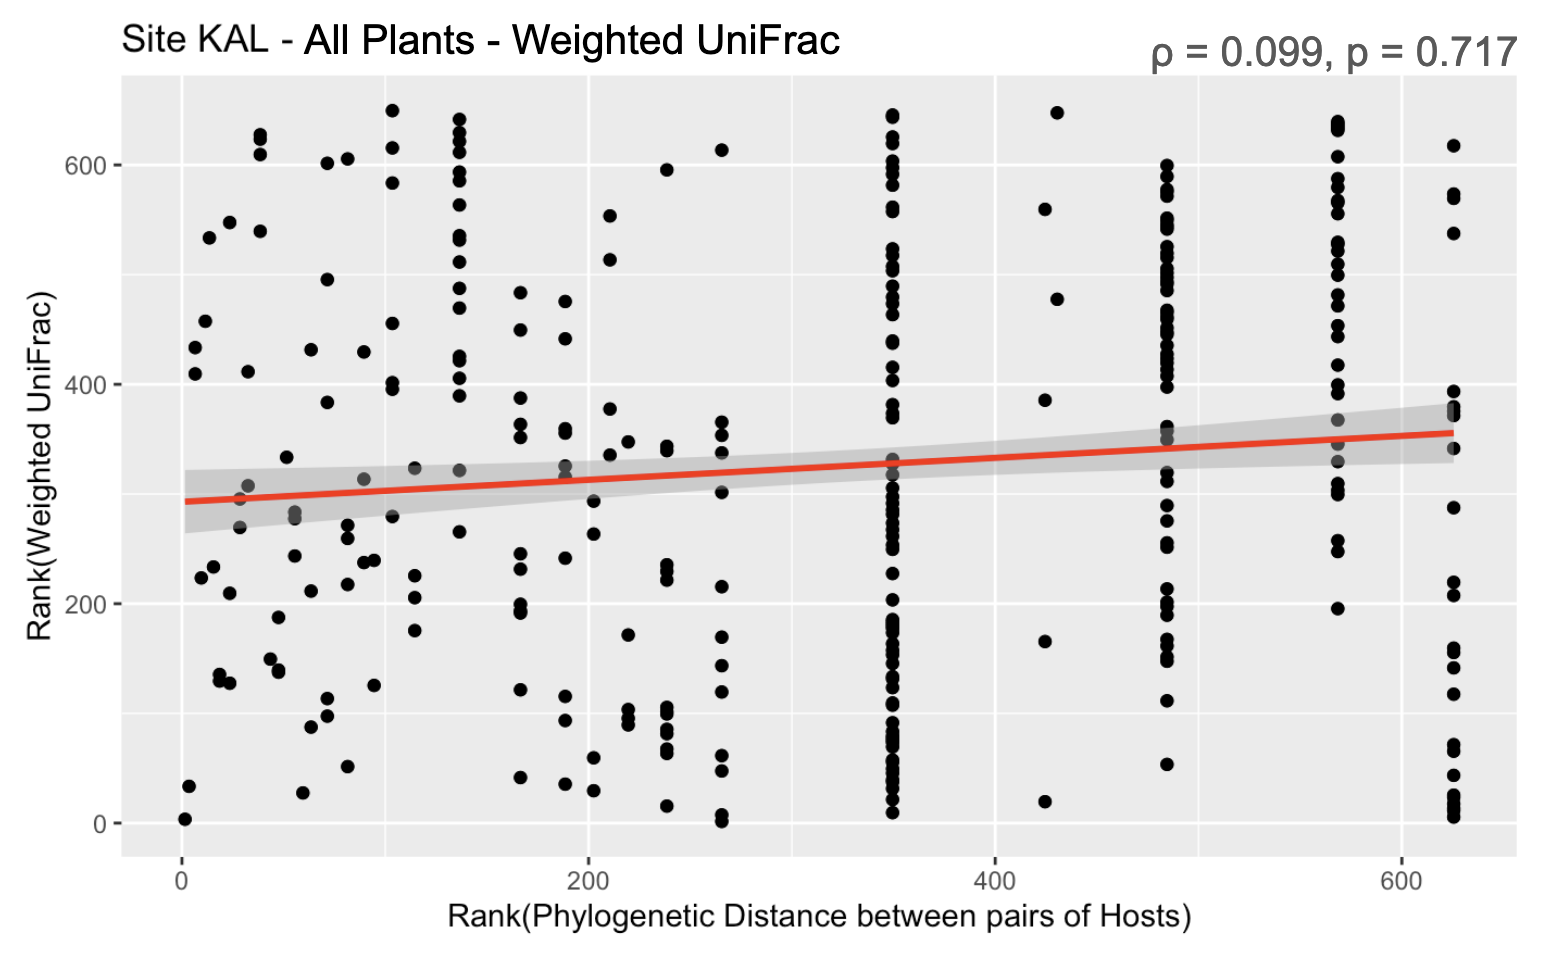 Site KAL - All Plants - Weighted UniFrac
ρ = 0.099, p = 0.717
Rank(Weighted UniFrac)
600
400
200
0
0 200 400 600
Rank(Phylogenetic Distance between pairs of Hosts)